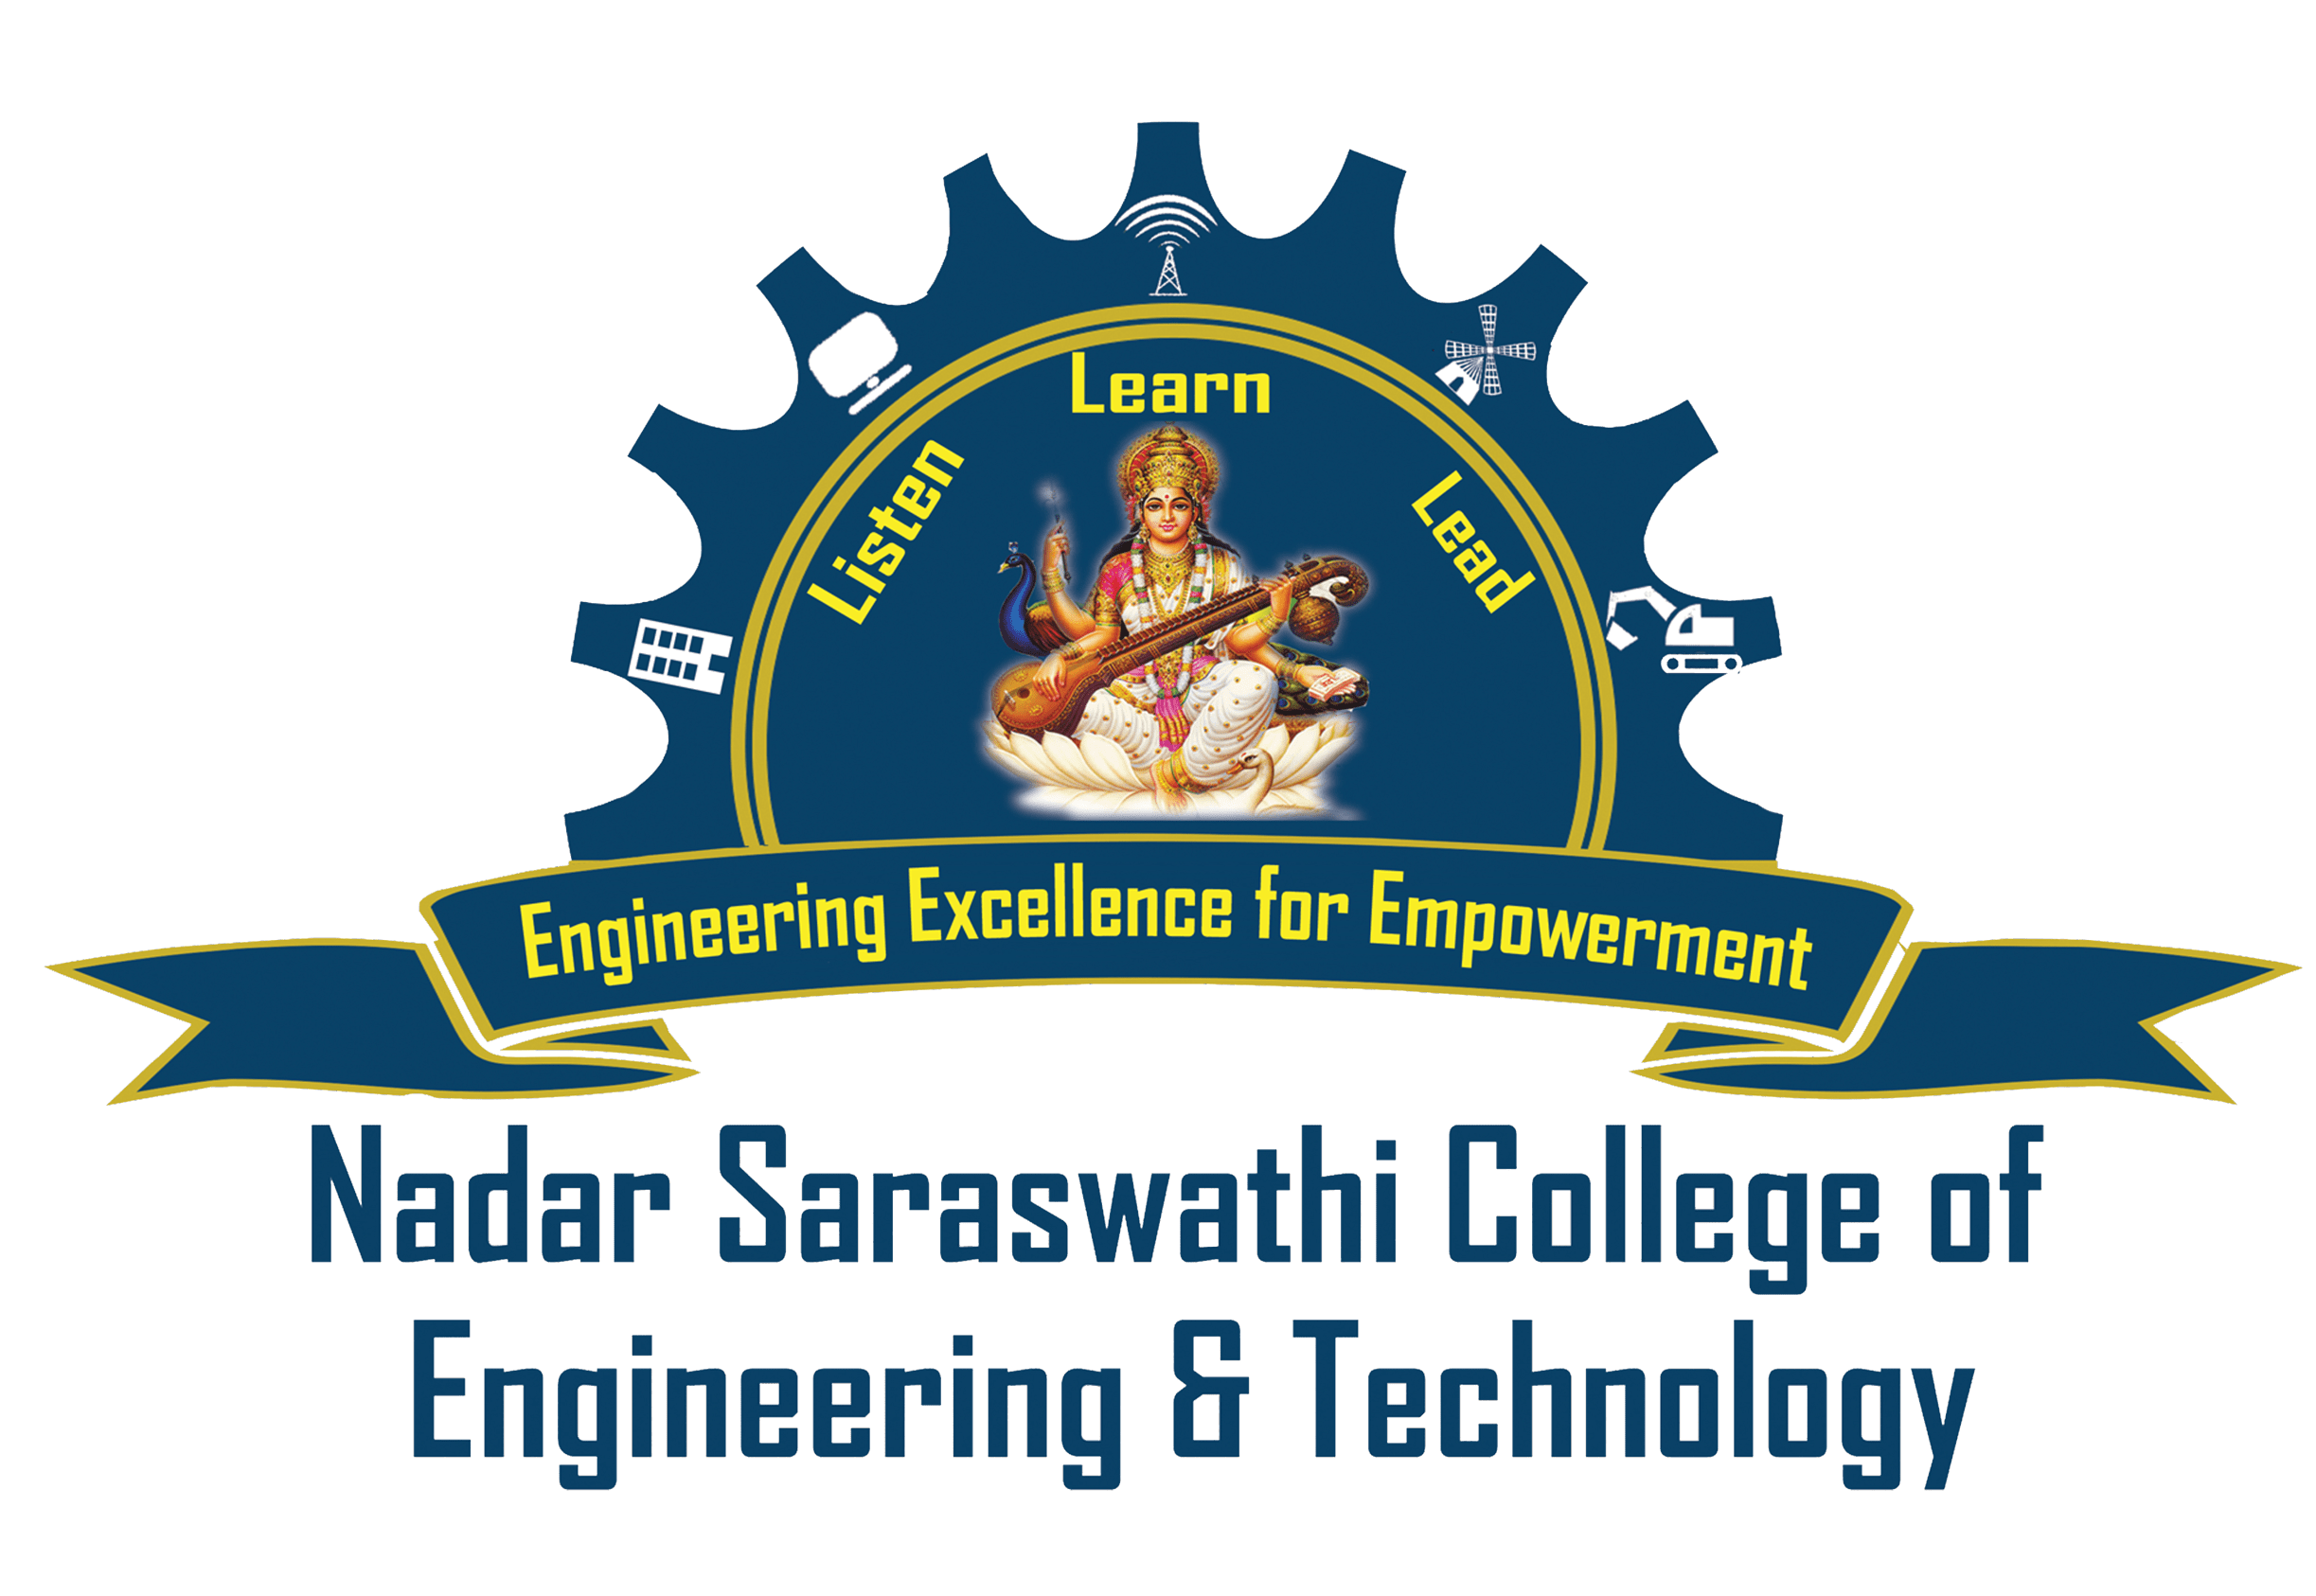 Listen
Learn
Lead
Engineering Excellence for Empowerment
Nadar Saraswathi College of
Engineering & Technology